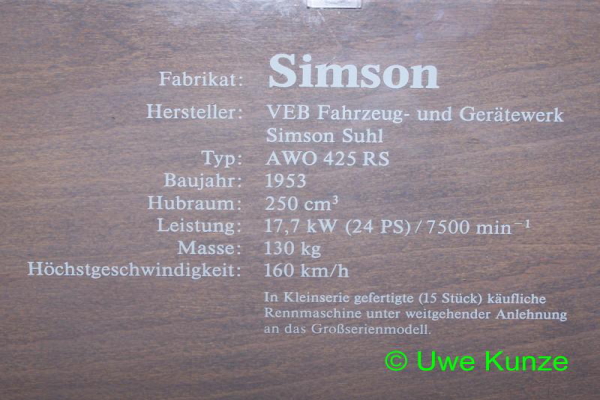 Fabrikat: Simson
Hersteller: VEB Fahrzeug- und Gerätewerk
Simson Suhl
Typ: AWO 425 RS
Baujahr: 1953
Hubraum: 250 cm³
Leistung: 17,7 kW (24 PS)/7500 min⁻¹
Masse: 130 kg
Höchstgeschwindigkeit: 160 km/h
In Kleinserie gefertigte (15 Stück) käufliche
Rennmaschine unter weitgehender Anlehnung
an das Großserienmodell.
© Uwe Kunze